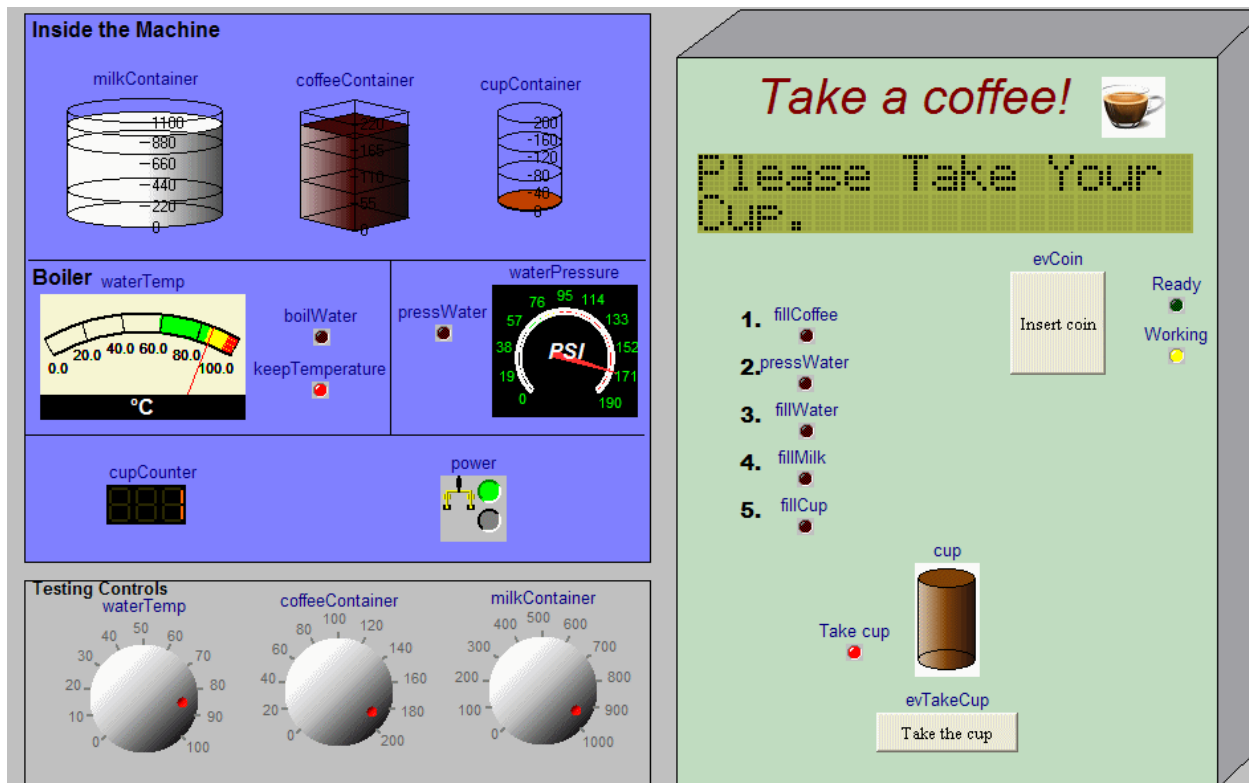 Inside the Machine
milkContainer
1100
880
660
440
220
0
coffeeContainer
220
165
110
55
0
cupContainer
200
160
120
80
40
0
Boiler
waterTemp
0.0 20.0 40.0 60.0 80.0 100.0
°C
boilWater
keepTemperature
pressWater
waterPressure
0 19 38 57 76 95 114 133 152 171 190
PSI
cupCounter
1
power
Testing Controls
waterTemp
0 10 20 30 40 50 60 70 80 90 100
coffeeContainer
0 20 40 60 80 100 120 140 160 180 200
milkContainer
0 100 200 300 400 500 600 700 800 900 1000
Take a coffee!
Please Take Your
Cup.
evCoin
Insert coin
Ready
Working
1. fillCoffee
2. pressWater
3. fillWater
4. fillMilk
5. fillCup
cup
Take cup
evTakeCup
Take the cup